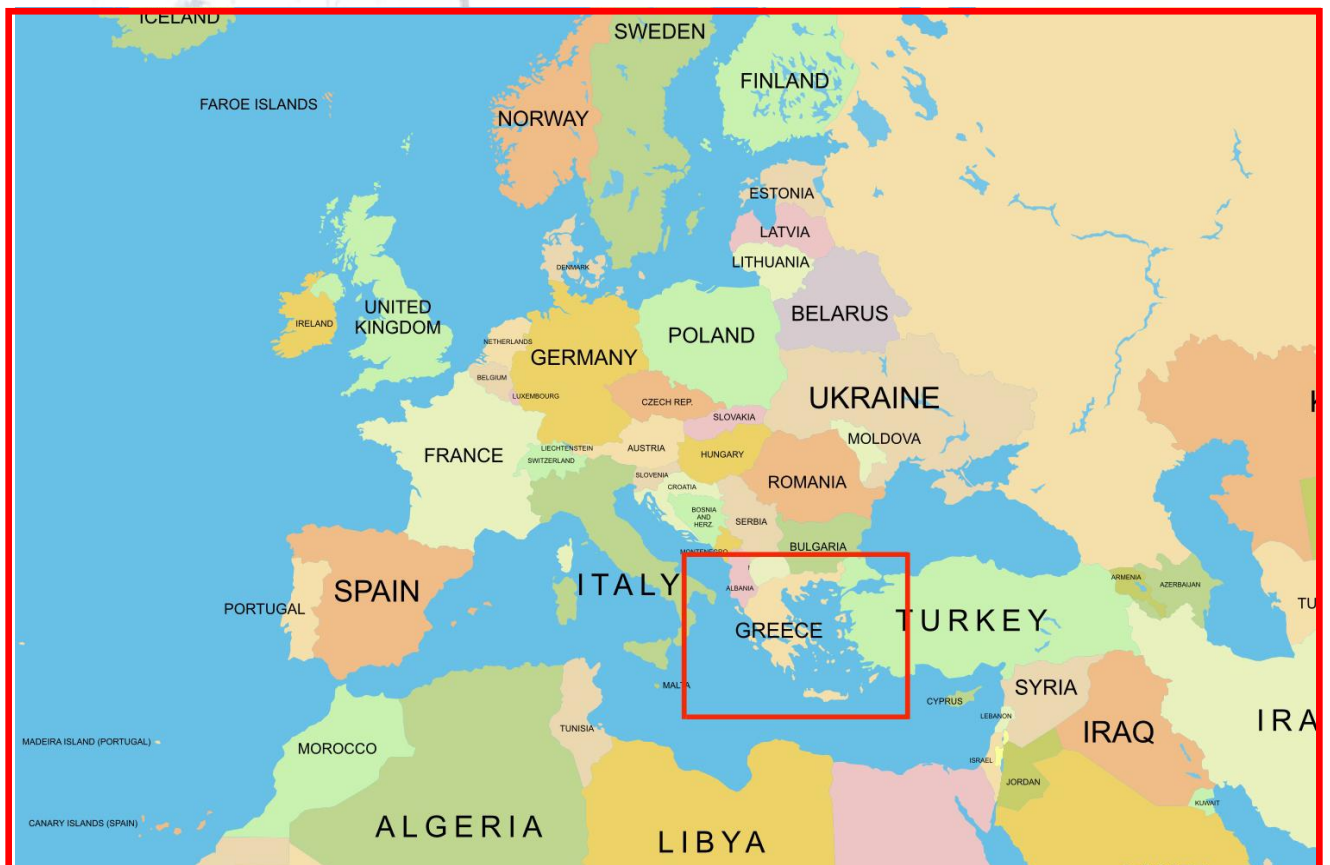 ICELAND
SWEDEN
FINLAND
FAROE ISLANDS
NORWAY
ESTONIA
LATVIA
LITHUANIA
DENMARK
BELARUS
UNITED
KINGDOM
IRELAND
POLAND
NETHERLANDS
GERMANY
BELGIUM
LUXEMBOURG
CZECH REP.
UKRAINE
K
SLOVAKIA
MOLDOVA
FRANCE
LIECHTENSTEIN
SWITZERLAND
AUSTRIA
HUNGARY
SLOVENIA
CROATIA
ROMANIA
BOSNIA
AND
HERZ.
SERBIA
MONTENEGRO
BULGARIA
ITALY
ALBANIA
ARMENIA
AZERBAIJAN
PORTUGAL
SPAIN
TU
GREECE
TURKEY
MALTA
CYPRUS
SYRIA
LEBANON
TUNISIA
IRAQ
IRA
MADEIRA ISLAND (PORTUGAL)
MOROCCO
ISRAEL
JORDAN
KUWAIT
CANARY ISLANDS (SPAIN)
ALGERIA
LIBYA